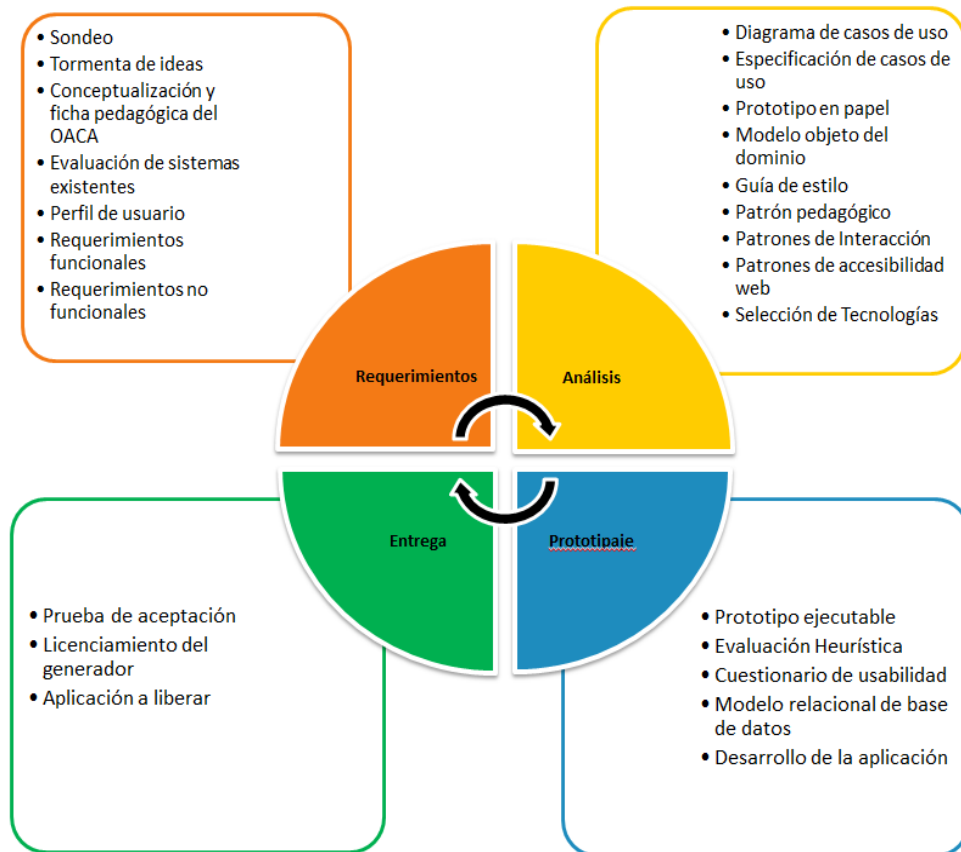 • Sondeo
• Tormenta de ideas
• Conceptualización y
ficha pedagógica del
OACA
• Evaluación de sistemas
existentes
• Perfil de usuario
• Requerimientos
funcionales
• Requerimientos no
funcionales
• Diagrama de casos de uso
• Especificación de casos de
uso
• Prototipo en papel
• Modelo objeto del
dominio
• Guía de estilo
• Patrón pedagógico
• Patrones de Interacción
• Patrones de accesibilidad
web
• Selección de Tecnologías
Requerimientos
Análisis
Entrega
Prototipaie
• Prueba de aceptación
• Licenciamiento del
generador
• Aplicación a liberar
• Prototipo ejecutable
• Evaluación Heurística
• Cuestionario de usabilidad
• Modelo relacional de base
de datos
• Desarrollo de la aplicación